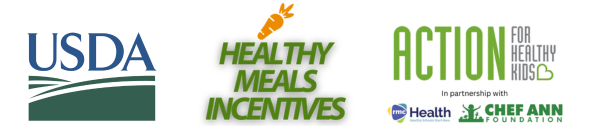 USDA
HEALTHY
MEALS
INCENTIVES
ACTION FOR HEALTHY KIDS
In partnership with
rmc Health
CHEF ANN
FOUNDATION